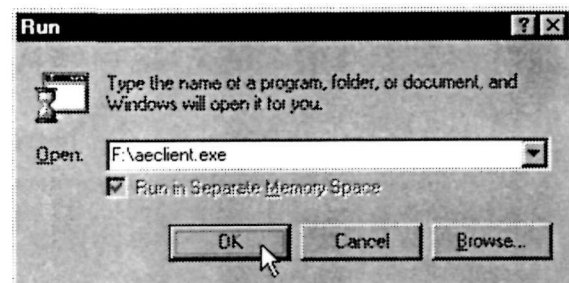 Run
Type the name of a program, folder, or document, and
Windows will open it for you.
Open: F:\aeclient.exe
Run in Separate Memory Space
OK Cancel Browse...